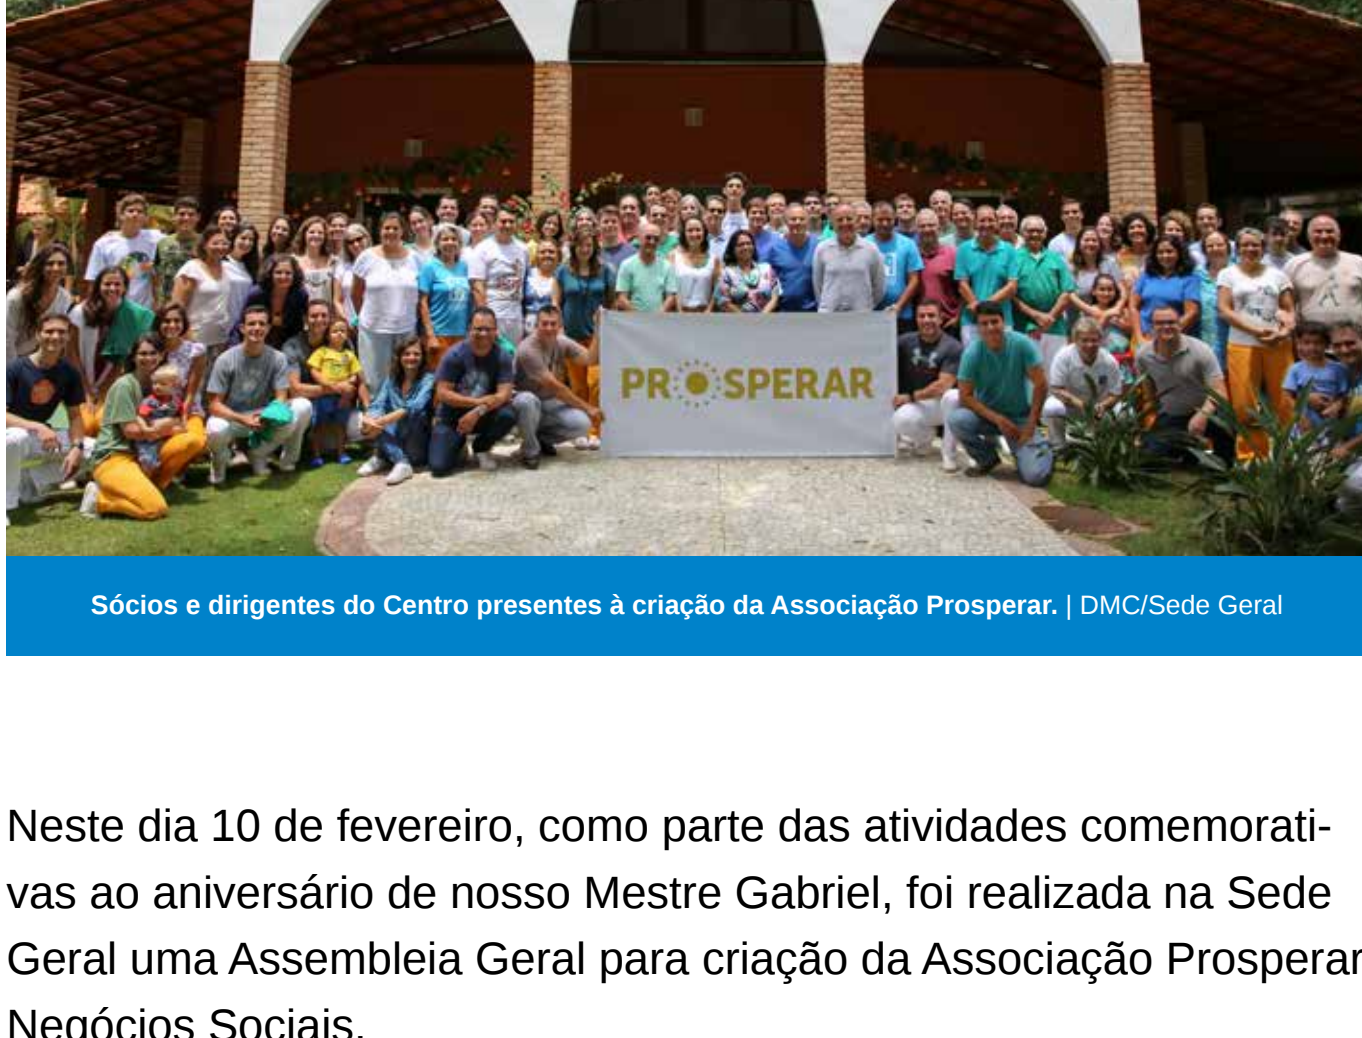 PROSPERAR
Sócios e dirigentes do Centro presentes à criação da Associação Prosperar. | DMC/Sede Geral
Neste dia 10 de fevereiro, como parte das atividades comemorati-
vas ao aniversário de nosso Mestre Gabriel, foi realizada na Sede
Geral uma Assembleia Geral para criação da Associação Prosperar
Negócios Sociais.